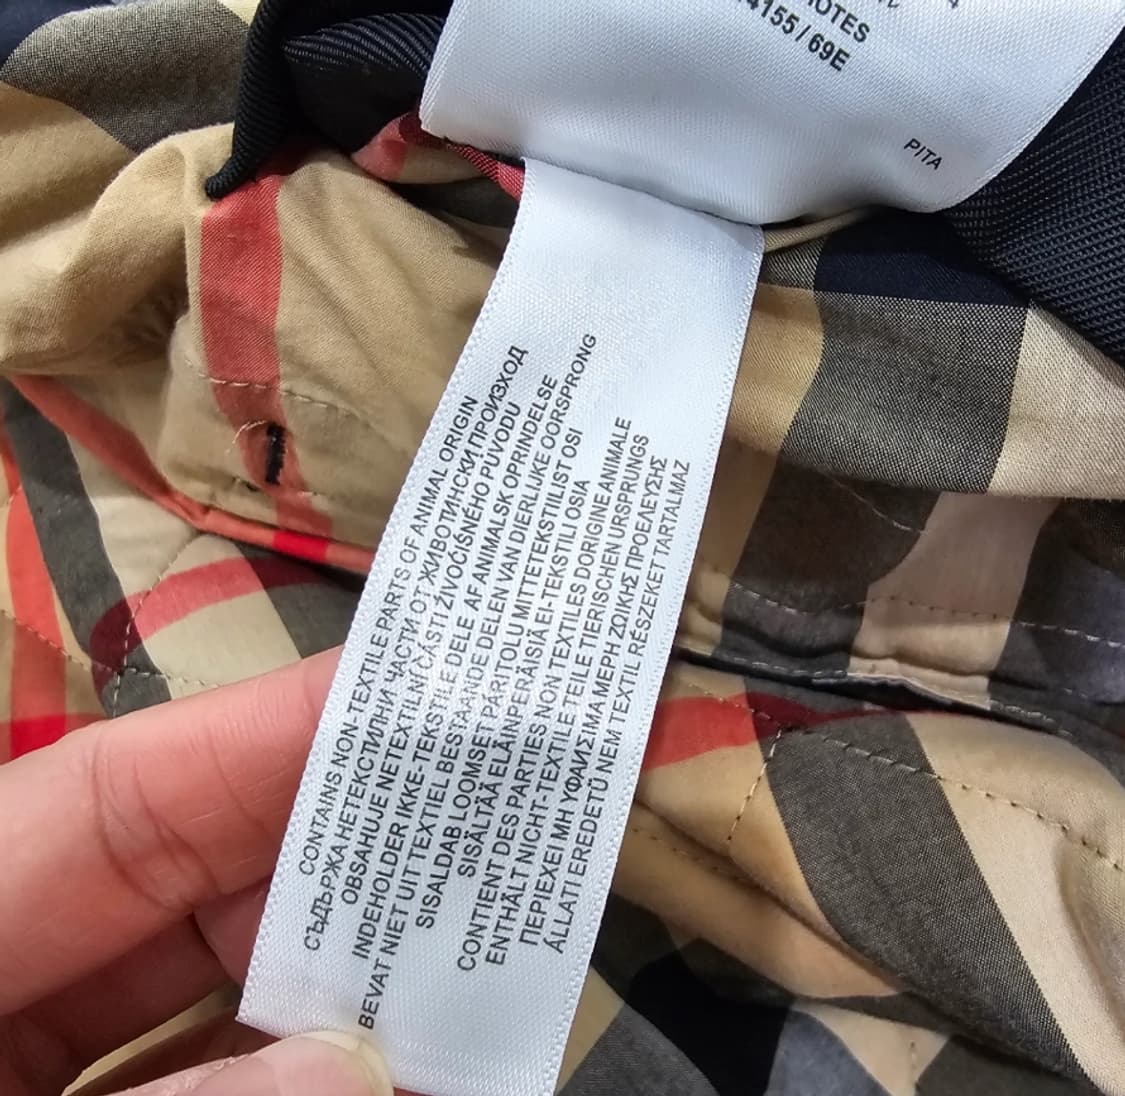 OTES
4155 / 69E
PITA
CONTAINS NON-TEXTILE PARTS OF ANIMAL ORIGIN
СЪДЪРЖА НЕТЕКСТИЛНИ ЧАСТИ ОТ ЖИВОТИНСКИ ПРОИЗХОД
OBSAHUJE NETEXTILNÍ ČÁSTI ŽIVOČIŠNÉHO PŮVODU
INDEHOLDER IKKE-TEKSTILE DELE AF ANIMALSK OPRINDELSE
BEVAT NIET UIT TEXTIEL BESTAANDE DELEN VAN DIERLIJKE OORSPRONG
SISALDAB LOOMSET PÄRITOLU MITTETEKSTIILIST OSI
SISÄLTÄÄ ELÄINPERÄISIÄ EI-TEKSTIILI OSIA
CONTIENT DES PARTIES NON TEXTILES D'ORIGINE ANIMALE
ENTHÄLT NICHT-TEXTILE TEILE TIERISCHEN URSPRUNGS
ΠΕΡΙΕΧΕΙ ΜΗ ΥΦΑΝΣΙΜΑ ΜΕΡΗ ΖΩΙΚΗΣ ΠΡΟΕΛΕΥΣΗΣ
ÁLLATI EREDETŰ NEM TEXTIL RÉSZEKET TARTALMAZ